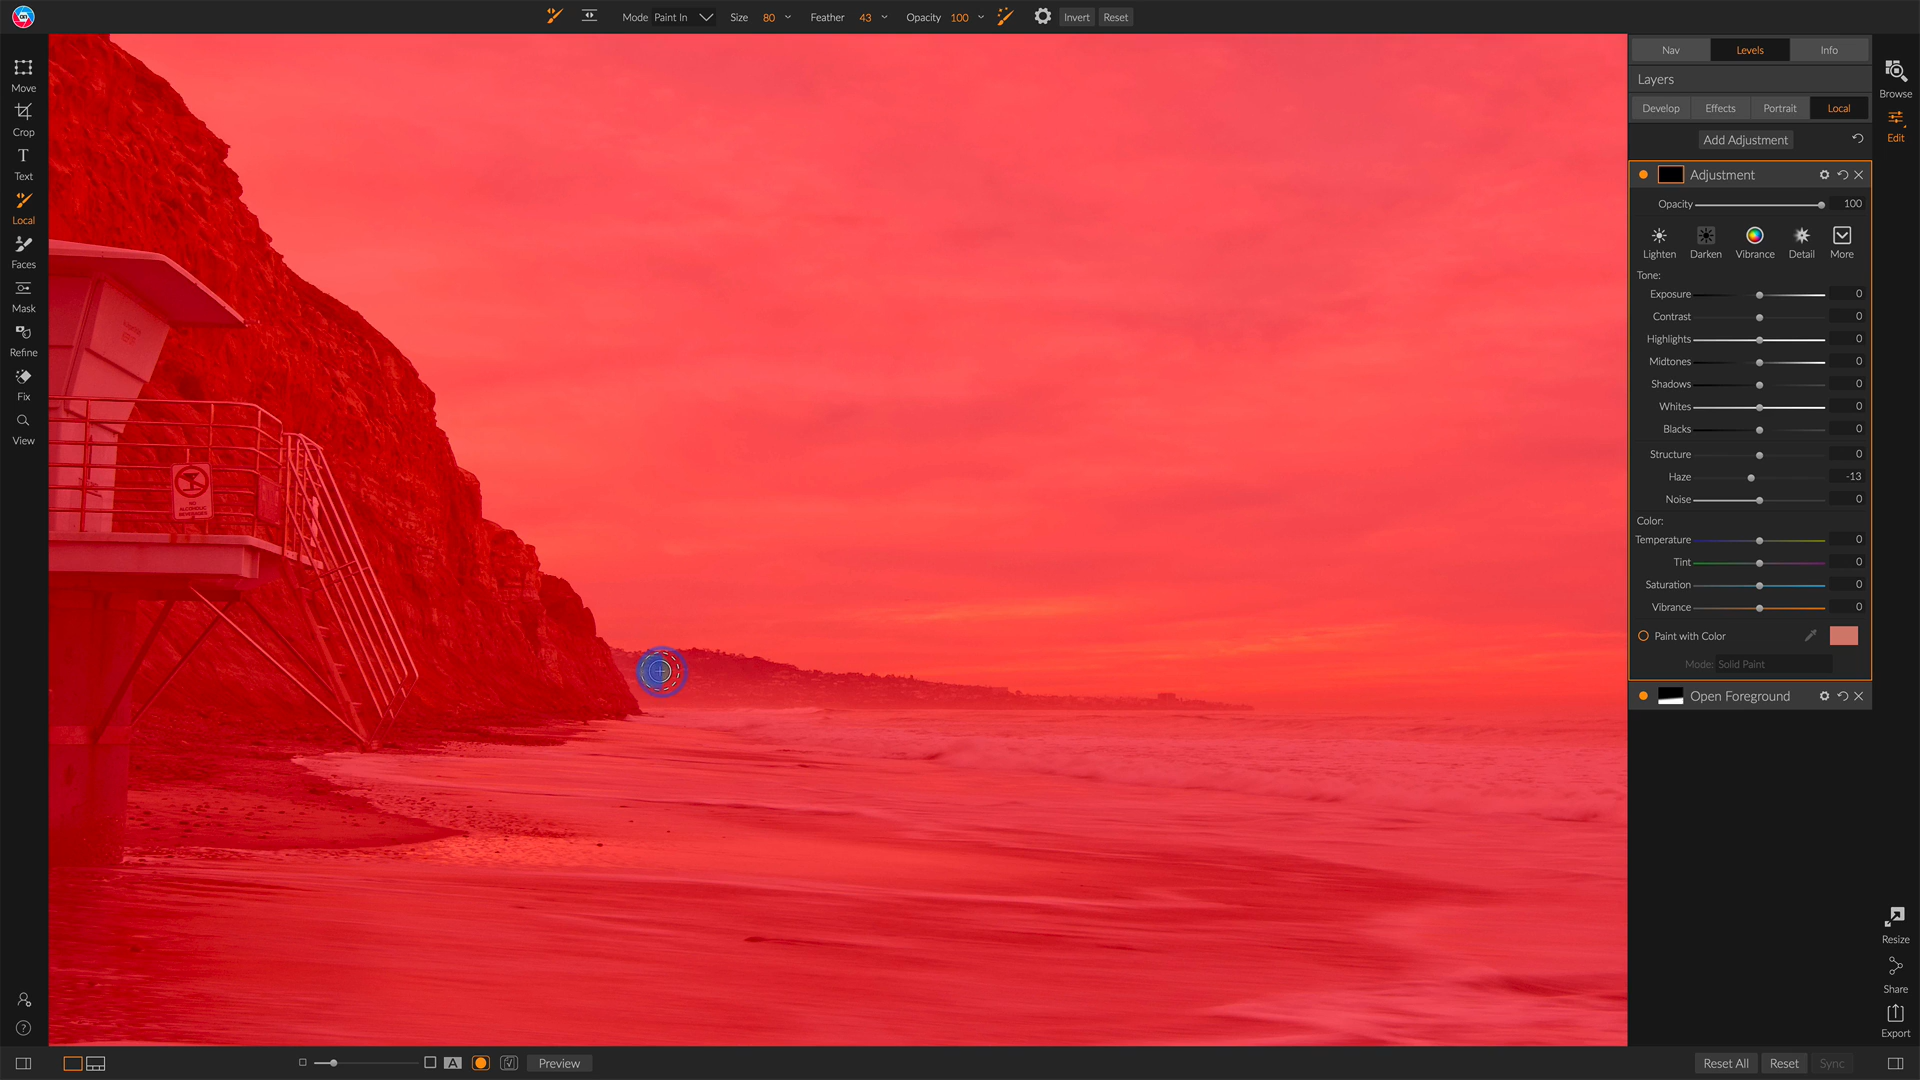 Mode Paint In Size 80 Feather 43 Opacity 100 Invert Reset
Move
Crop
Text
Local
Faces
Mask
Refine
Fix
View
NO
ALCOHOLIC
BEVERAGES
Nav Levels Info
Layers
Develop Effects Portrait Local
Add Adjustment
Adjustment
Opacity 100
Lighten Darken Vibrance Detail More
Tone:
Exposure 0
Contrast 0
Highlights 0
Midtones 0
Shadows 0
Whites 0
Blacks 0
Structure 0
Haze -13
Noise 0
Color:
Temperature 0
Tint 0
Saturation 0
Vibrance 0
Paint with Color
Mode: Solid Paint
Open Foreground
Browse
Edit
Resize
Share
Export
A Preview
Reset All Reset Sync